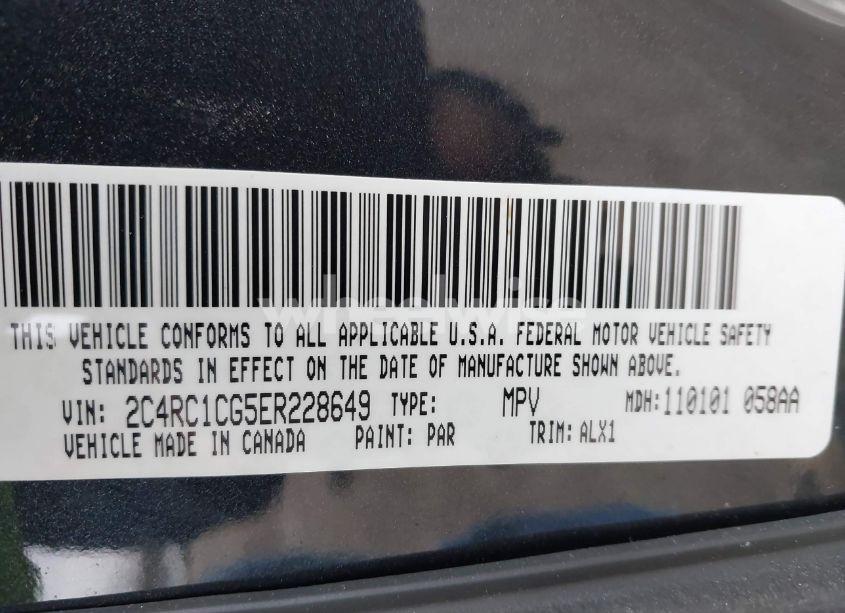 wheelwise
THIS VEHICLE CONFORMS TO ALL APPLICABLE U.S.A. FEDERAL MOTOR VEHICLE SAFETY
STANDARDS IN EFFECT ON THE DATE OF MANUFACTURE SHOWN ABOVE.
VIN: 2C4RC1CG5ER228649 TYPE: MPV MDH: 110101 058AA
VEHICLE MADE IN CANADA PAINT: PAR TRIM: ALX1